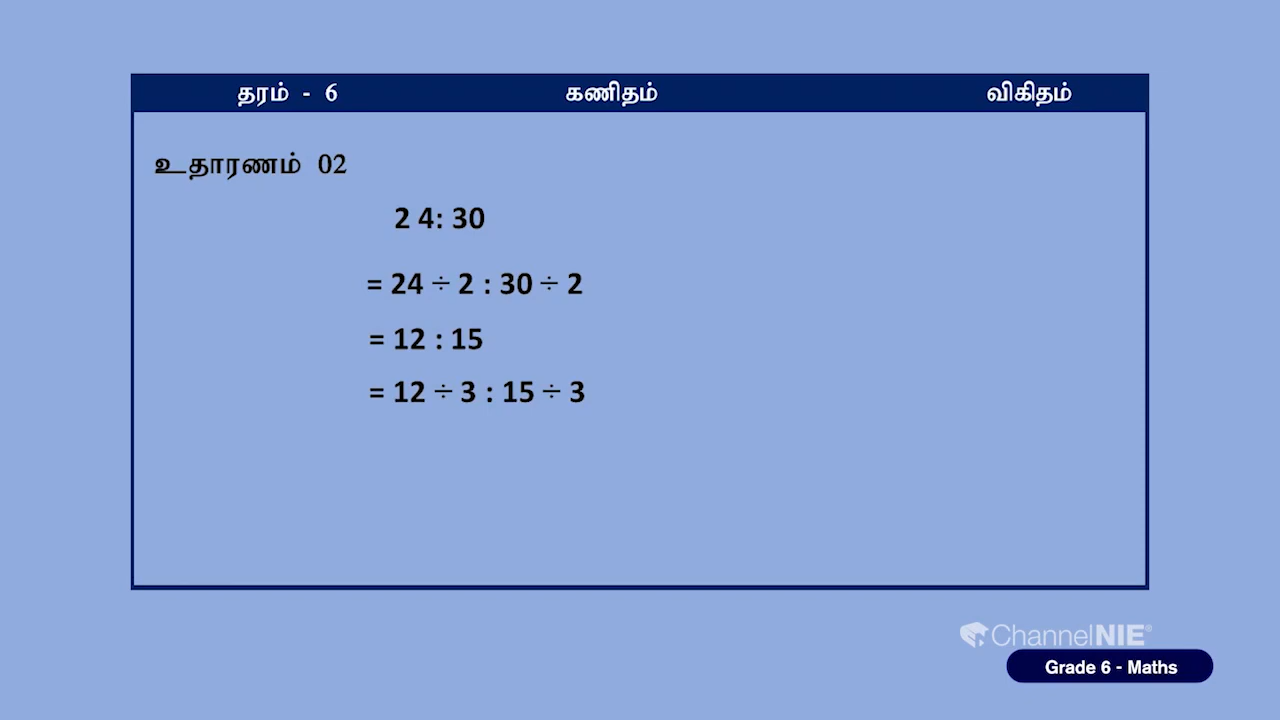 தரம் - 6 கணிதம் விகிதம்
உதாரணம் 02
2 4: 30
= 24 ÷ 2 : 30 ÷ 2
= 12 : 15
= 12 ÷ 3 : 15 ÷ 3
ChannelNIE®
Grade 6 - Maths